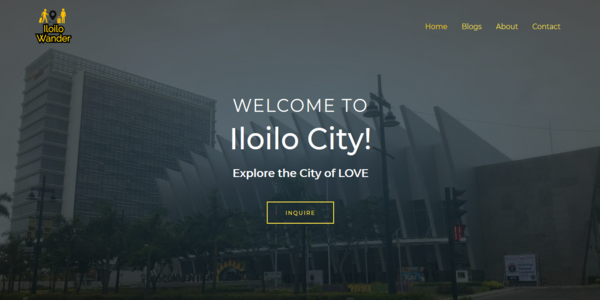 Iloilo
Wander
Home
Blogs
About
Contact
WELCOME TO
Iloilo City!
Explore the City of LOVE
INQUIRE